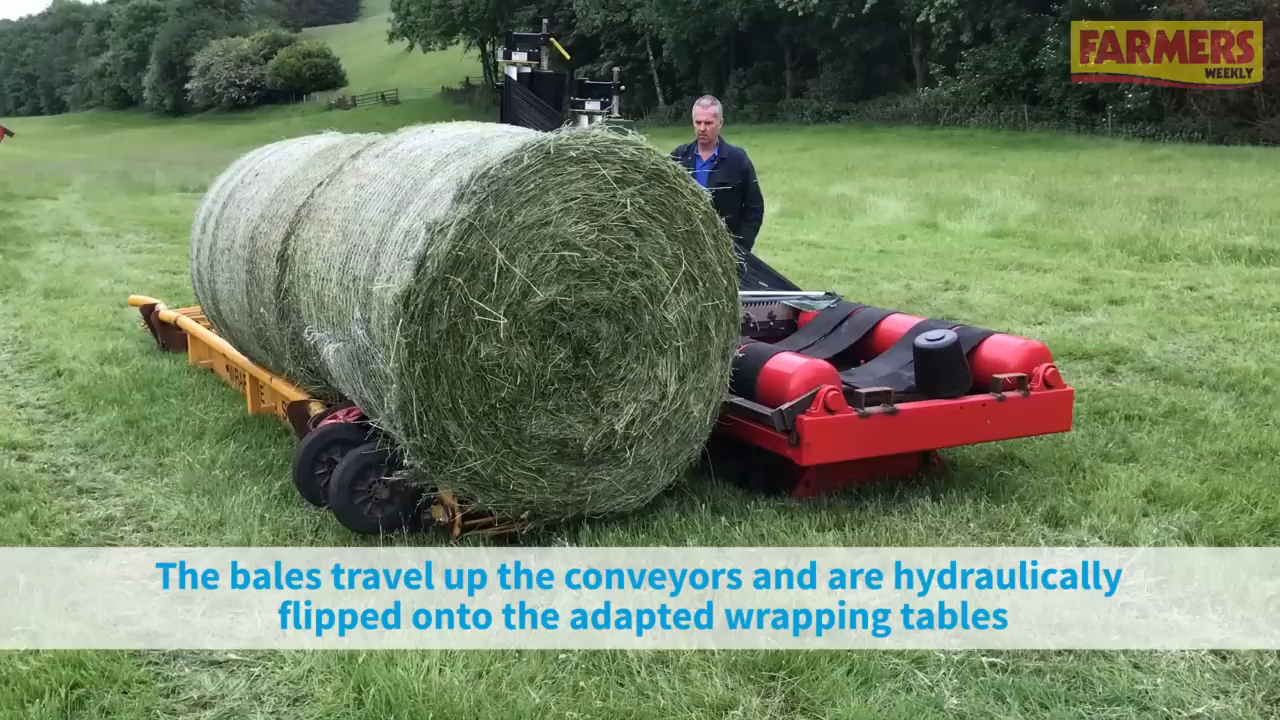 FARMERS
WEEKLY
The bales travel up the conveyors and are hydraulically
flipped onto the adapted wrapping tables